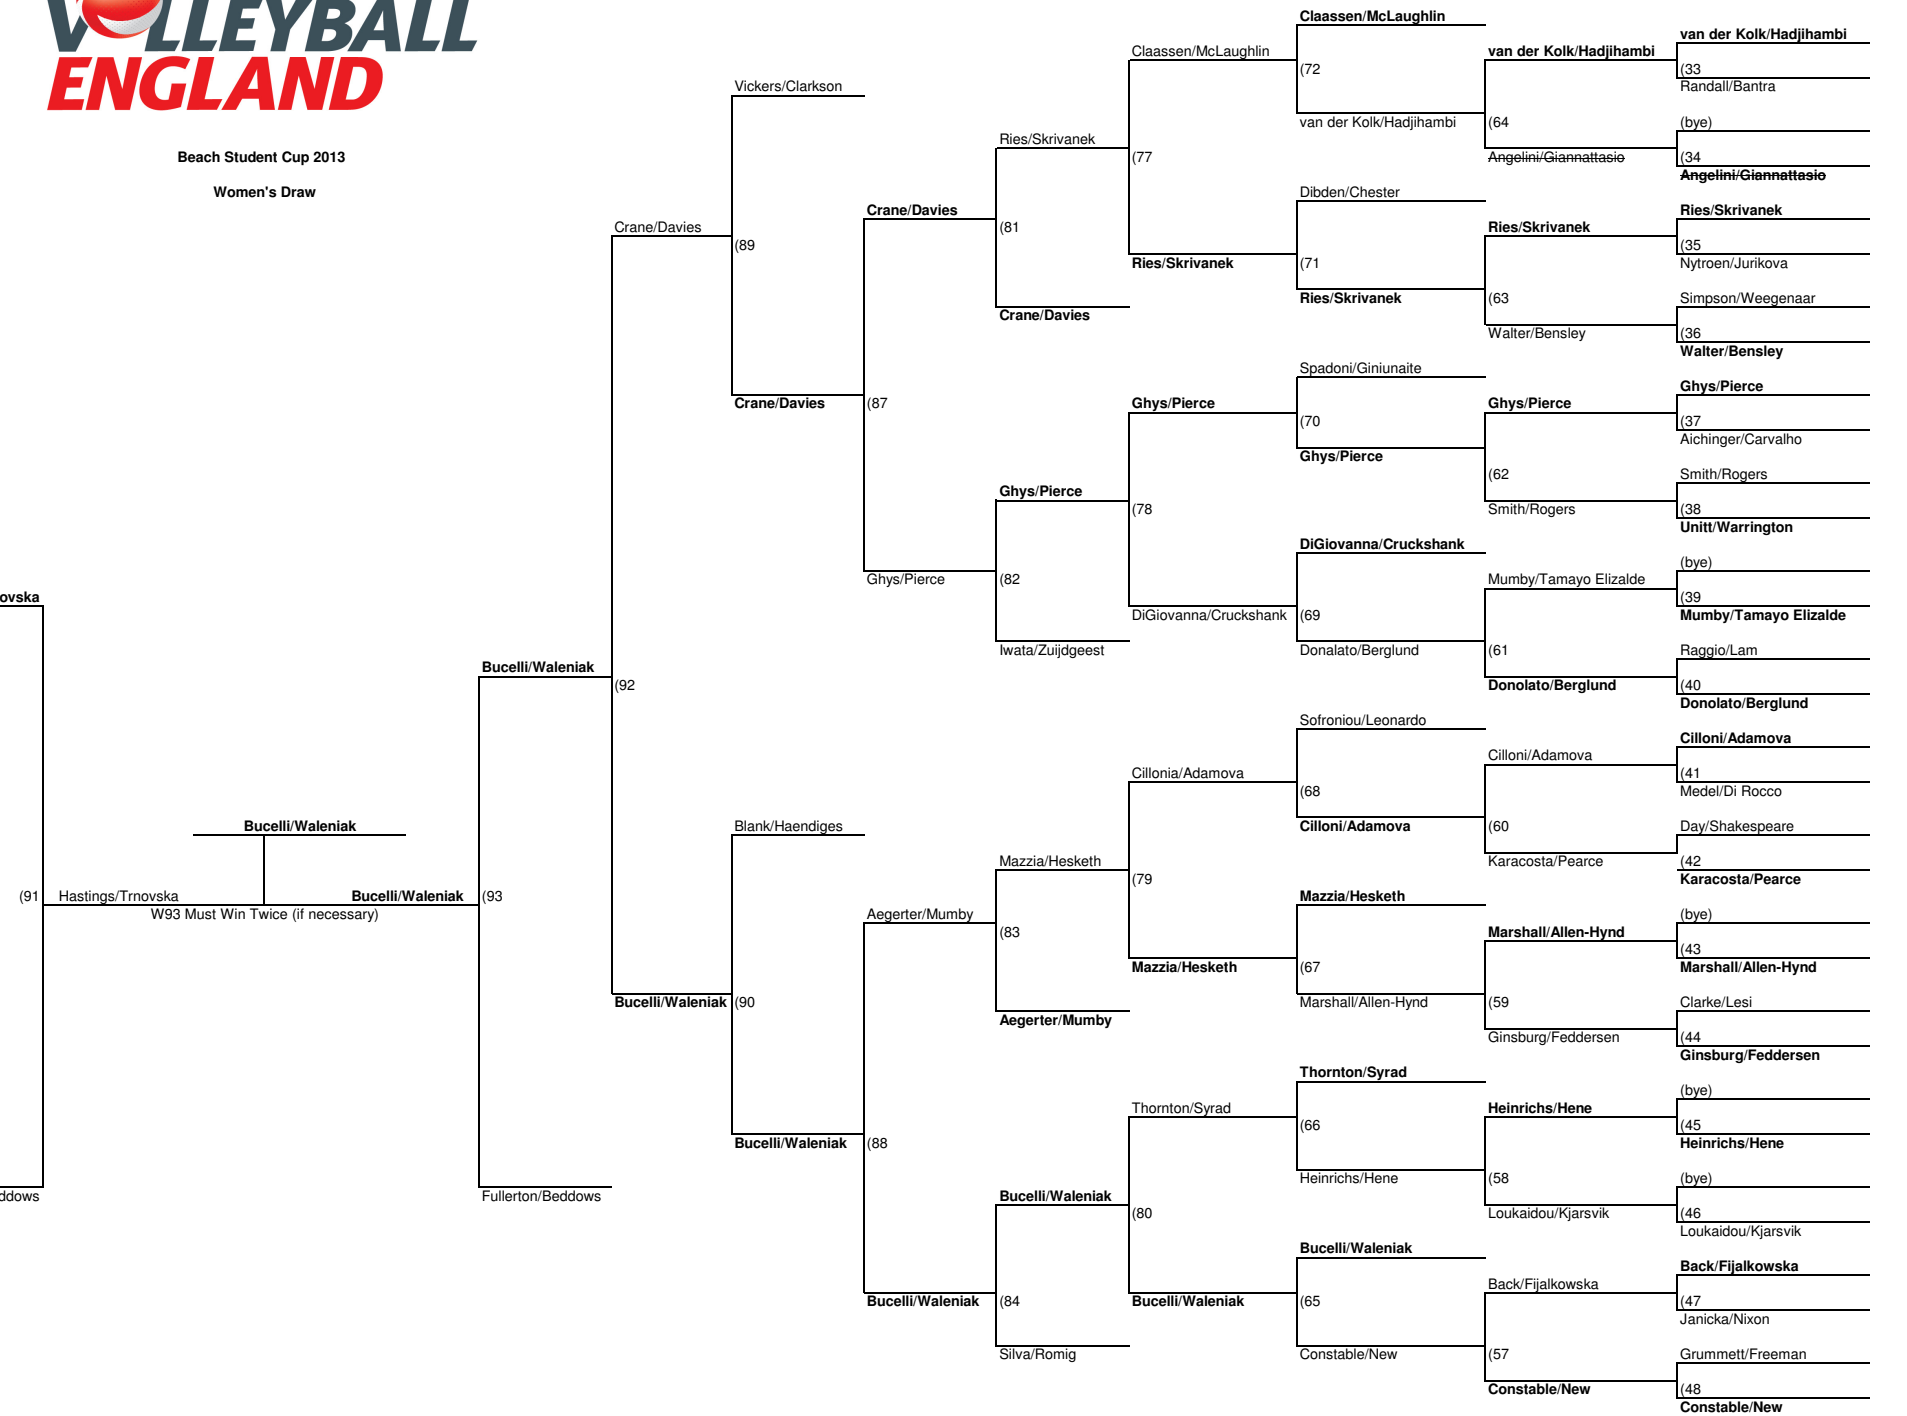 VOLLEYBALL
ENGLAND
Beach Student Cup 2013
Women's Draw
ovska
(91
ddows
Hastings/Trnovska
Bucelli/Waleniak
Bucelli/Waleniak
W93 Must Win Twice (if necessary)
Bucelli/Waleniak
(93
Fullerton/Beddows
Crane/Davies
(92
Bucelli/Waleniak
Vickers/Clarkson
(89
Crane/Davies
Blank/Haendiges
(90
Bucelli/Waleniak
Crane/Davies
(87
Ghys/Pierce
Aegerter/Mumby
(88
Bucelli/Waleniak
Ries/Skrivanek
(81
Crane/Davies
Ghys/Pierce
(82
Iwata/Zuijdgeest
Mazzia/Hesketh
(83
Aegerter/Mumby
Bucelli/Waleniak
(84
Silva/Romig
Claassen/McLaughlin
(77
Ries/Skrivanek
Ghys/Pierce
(78
DiGiovanna/Cruckshank
Cillonia/Adamova
(79
Mazzia/Hesketh
Thornton/Syrad
(80
Bucelli/Waleniak
Claassen/McLaughlin
(72
van der Kolk/Hadjihambi
Dibden/Chester
(71
Ries/Skrivanek
Spadoni/Giniunaite
(70
Ghys/Pierce
DiGiovanna/Cruckshank
(69
Donalato/Berglund
Sofroniou/Leonardo
(68
Cilloni/Adamova
Mazzia/Hesketh
(67
Marshall/Allen-Hynd
Thornton/Syrad
(66
Heinrichs/Hene
Bucelli/Waleniak
(65
Constable/New
van der Kolk/Hadjihambi
(64
Angelini/Giannattasio
Ries/Skrivanek
(63
Walter/Bensley
Ghys/Pierce
(62
Smith/Rogers
Mumby/Tamayo Elizalde
(61
Donolato/Berglund
Cilloni/Adamova
(60
Karacosta/Pearce
Marshall/Allen-Hynd
(59
Ginsburg/Feddersen
Heinrichs/Hene
(58
Loukaidou/Kjarsvik
Back/Fijalkowska
(57
Constable/New
van der Kolk/Hadjihambi
(33
Randall/Bantra
(bye)
(34
Angelini/Giannattasio
Ries/Skrivanek
(35
Nytroen/Jurikova
Simpson/Weegenaar
(36
Walter/Bensley
Ghys/Pierce
(37
Aichinger/Carvalho
Smith/Rogers
(38
Unitt/Warrington
(bye)
(39
Mumby/Tamayo Elizalde
Raggio/Lam
(40
Donolato/Berglund
Cilloni/Adamova
(41
Medel/Di Rocco
Day/Shakespeare
(42
Karacosta/Pearce
(bye)
(43
Marshall/Allen-Hynd
Clarke/Lesi
(44
Ginsburg/Feddersen
(bye)
(45
Heinrichs/Hene
(bye)
(46
Loukaidou/Kjarsvik
Back/Fijalkowska
(47
Janicka/Nixon
Grummett/Freeman
(48
Constable/New